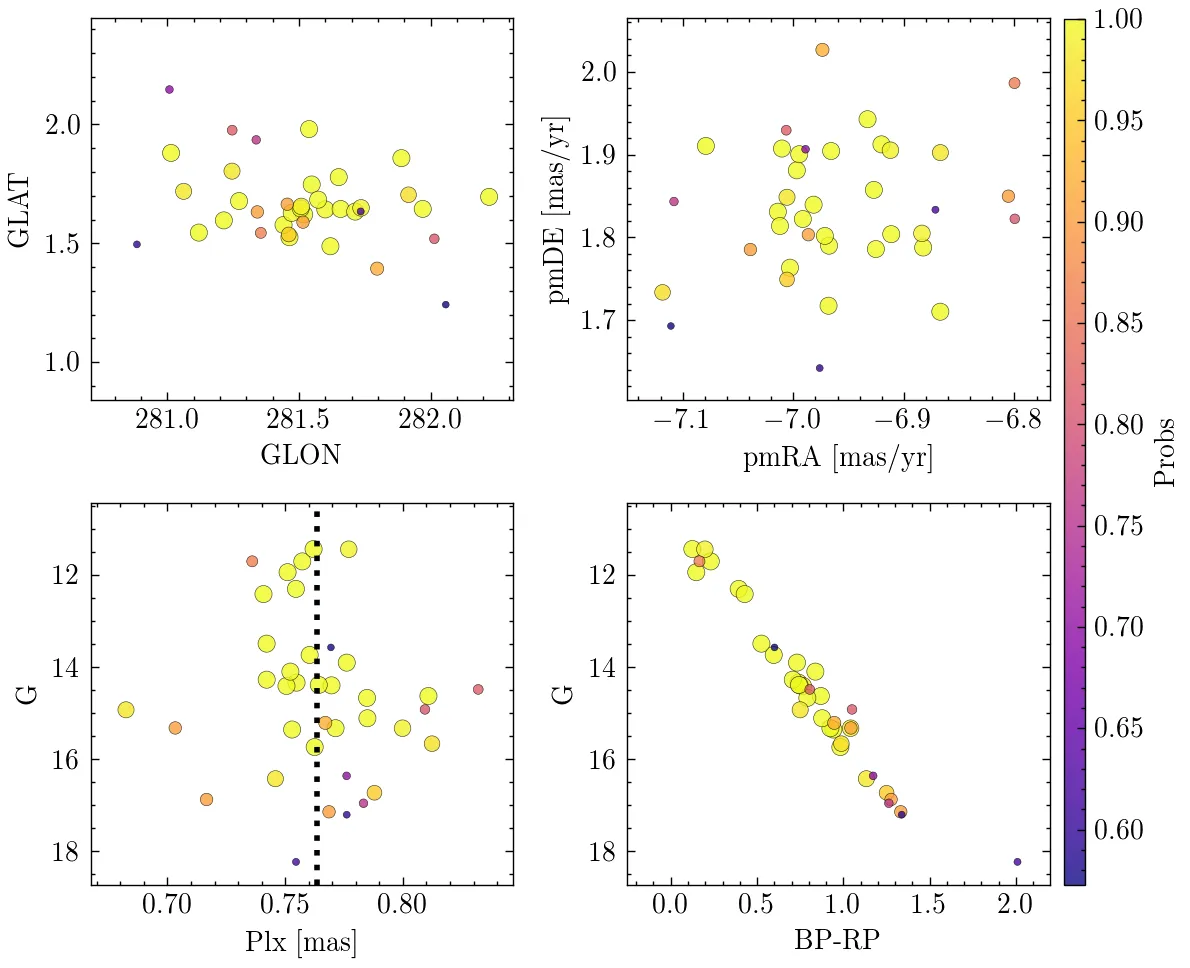 2.0
1.5
1.0
GLAT
281.0 281.5 282.0
GLON
2.0
1.9
1.8
1.7
pmDE [mas/yr]
−7.1 −7.0 −6.9 −6.8
pmRA [mas/yr]
12
14
16
18
G
0.70 0.75 0.80
Plx [mas]
12
14
16
18
G
0.0 0.5 1.0 1.5 2.0
BP-RP
1.00
0.95
0.90
0.85
0.80
0.75
0.70
0.65
0.60
Probs